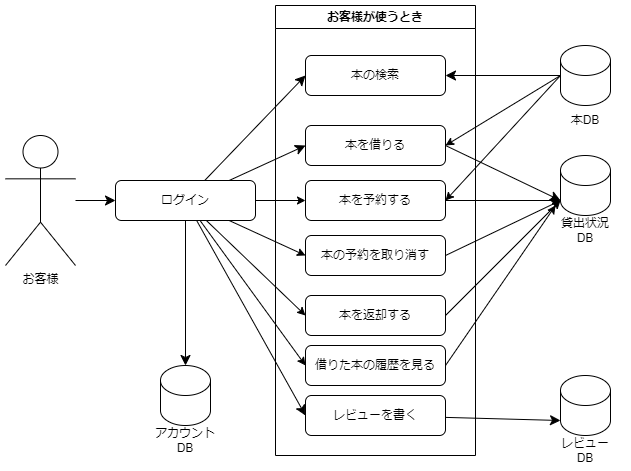 お客様が使うとき
本の検索
本DB
本を借りる
ログイン
本を予約する
貸出状況
DB
本の予約を取り消す
お客様
本を返却する
借りた本の履歴を見る
レビューを書く
アカウント
DB
レビュー
DB